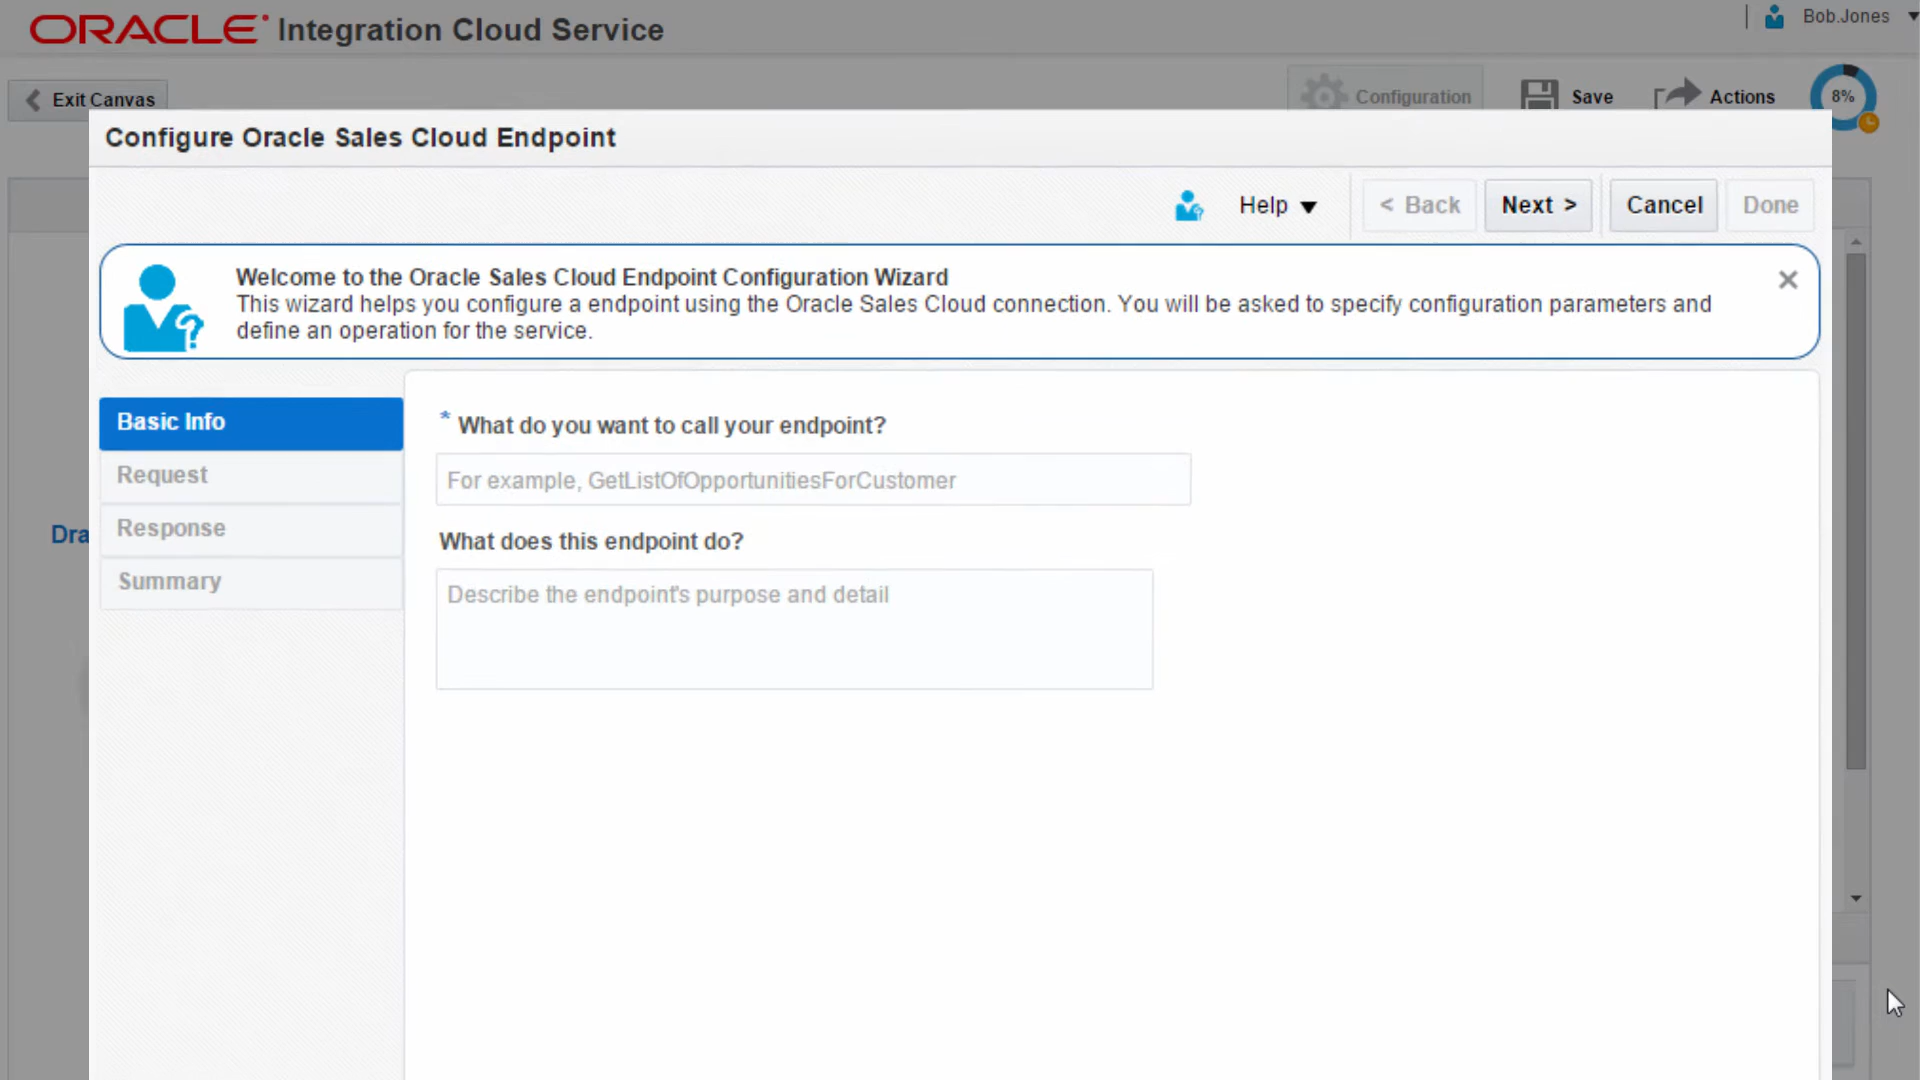 ORACLE Integration Cloud Service
Bob.Jones
Exit Canvas
Configuration
Save
Actions
8%
Configure Oracle Sales Cloud Endpoint
Help
< Back
Next >
Cancel
Done
Welcome to the Oracle Sales Cloud Endpoint Configuration Wizard
This wizard helps you configure a endpoint using the Oracle Sales Cloud connection. You will be asked to specify configuration parameters and
define an operation for the service.
Basic Info
Request
Response
Summary
* What do you want to call your endpoint?
For example, GetListOfOpportunitiesForCustomer
What does this endpoint do?
Describe the endpoint's purpose and detail
Dra